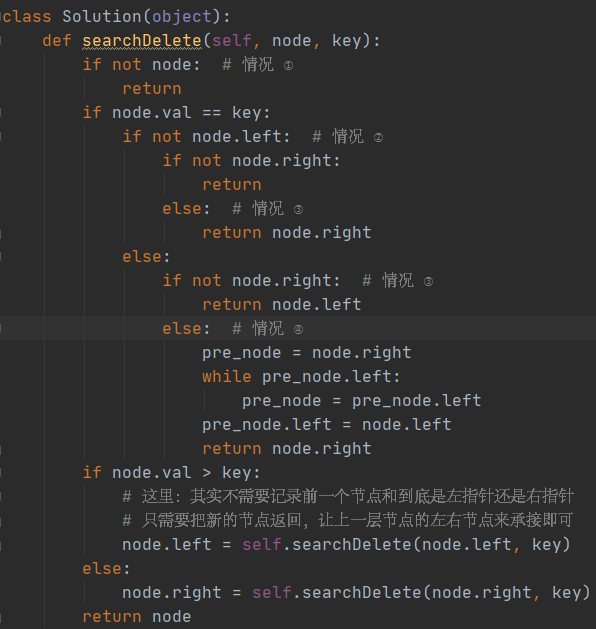 class Solution(object):
    def searchDelete(self, node, key):
        if not node:  # 情况 ①
            return
        if node.val == key:
            if not node.left:  # 情况 ②
                if not node.right:
                    return
                else:  # 情况 ③
                    return node.right
            else:
                if not node.right:  # 情况 ③
                    return node.left
                else:  # 情况 ④
                    pre_node = node.right
                    while pre_node.left:
                        pre_node = pre_node.left
                    pre_node.left = node.left
                    return node.right
        if node.val > key:
            # 这里: 其实不需要记录前一个节点和到底是左指针还是右指针
            # 只需要把新的节点返回，让上一层节点的左右节点来承接即可
            node.left = self.searchDelete(node.left, key)
        else:
            node.right = self.searchDelete(node.right, key)
        return node